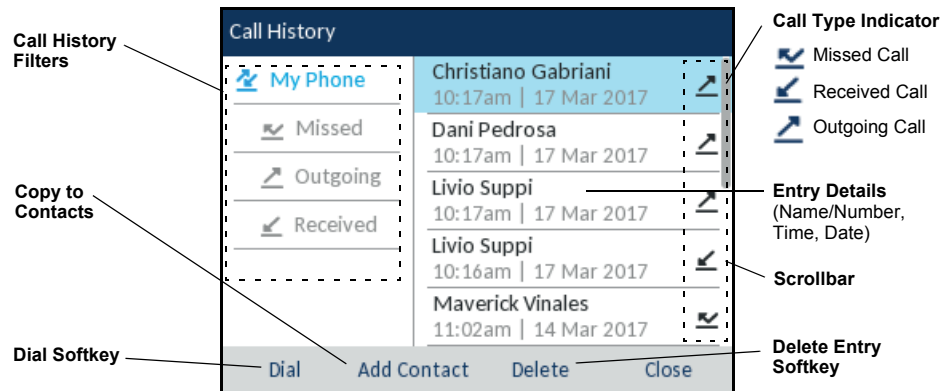 Call History
Filters
Copy to
Contacts
Dial Softkey
Call History
My Phone
Missed
Outgoing
Received
Christiano Gabriani
10:17am | 17 Mar 2017
Dani Pedrosa
10:17am | 17 Mar 2017
Livio Suppi
10:17am | 17 Mar 2017
Livio Suppi
10:16am | 17 Mar 2017
Maverick Vinales
11:02am | 14 Mar 2017
Dial Add Contact Delete Close
Call Type Indicator
Missed Call
Received Call
Outgoing Call
Entry Details
(Name/Number,
Time, Date)
Scrollbar
Delete Entry
Softkey